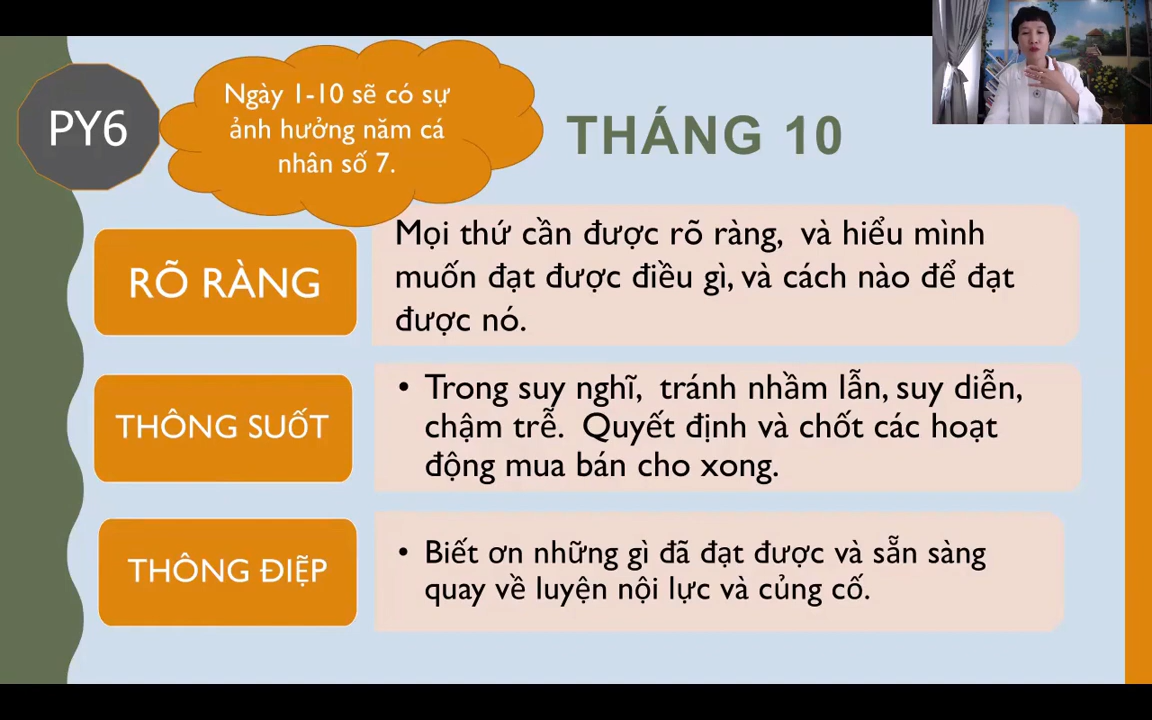 PY6
Ngày 1-10 sẽ có sự
ảnh hưởng năm cá
nhân số 7.
THÁNG 10
RÕ RÀNG
Mọi thứ cần được rõ ràng, và hiểu mình
muốn đạt được điều gì, và cách nào để đạt
được nó.
THÔNG SUỐT
• Trong suy nghĩ, tránh nhầm lẫn, suy diễn,
chậm trễ. Quyết định và chốt các hoạt
động mua bán cho xong.
THÔNG ĐIỆP
• Biết ơn những gì đã đạt được và sẵn sàng
quay về luyện nội lực và củng cố.